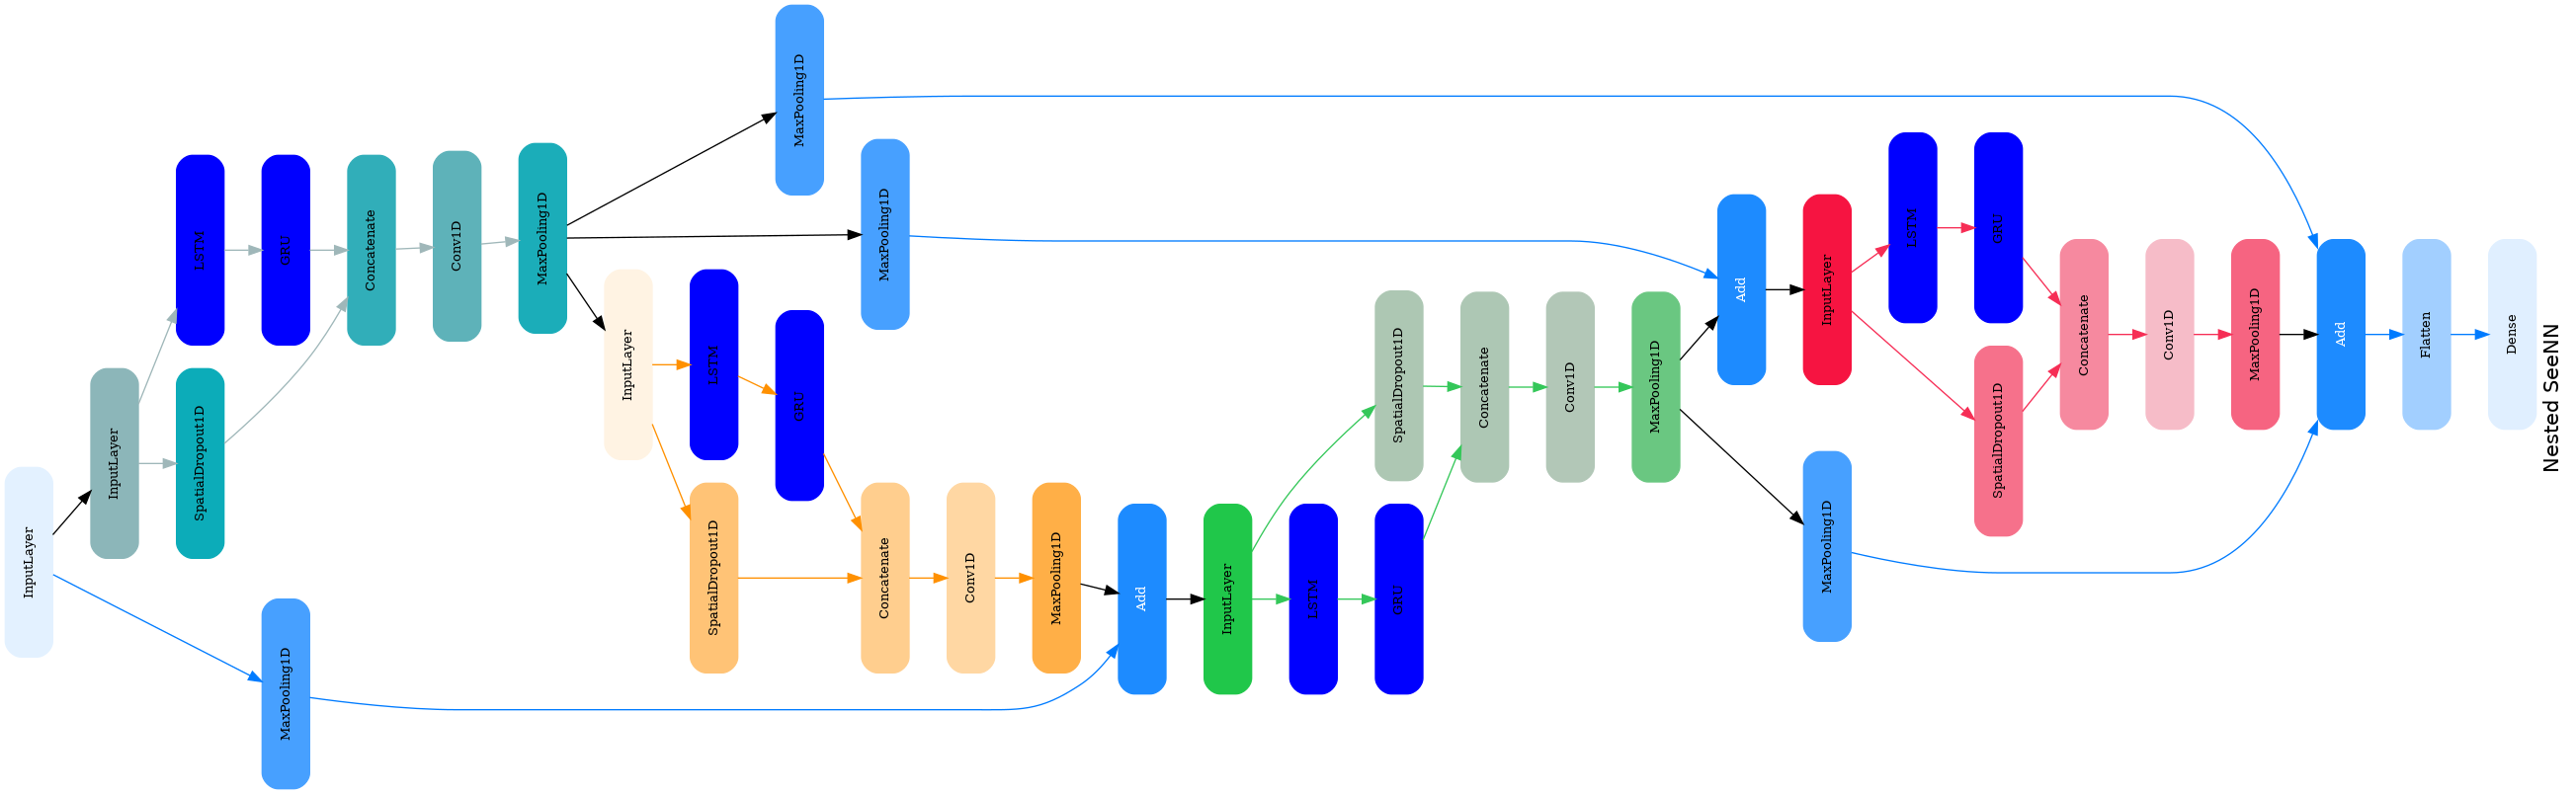 InputLayer
InputLayer
LSTM
SpatialDropout1D
GRU
MaxPooling1D
Concatenate
Conv1D
MaxPooling1D
InputLayer
LSTM
SpatialDropout1D
MaxPooling1D
GRU
MaxPooling1D
Concatenate
Conv1D
MaxPooling1D
Add
InputLayer
LSTM
SpatialDropout1D
GRU
Concatenate
Conv1D
MaxPooling1D
Add
InputLayer
MaxPooling1D
LSTM
GRU
SpatialDropout1D
Concatenate
Conv1D
MaxPooling1D
Add
Flatten
Dense
Nested SeeNN